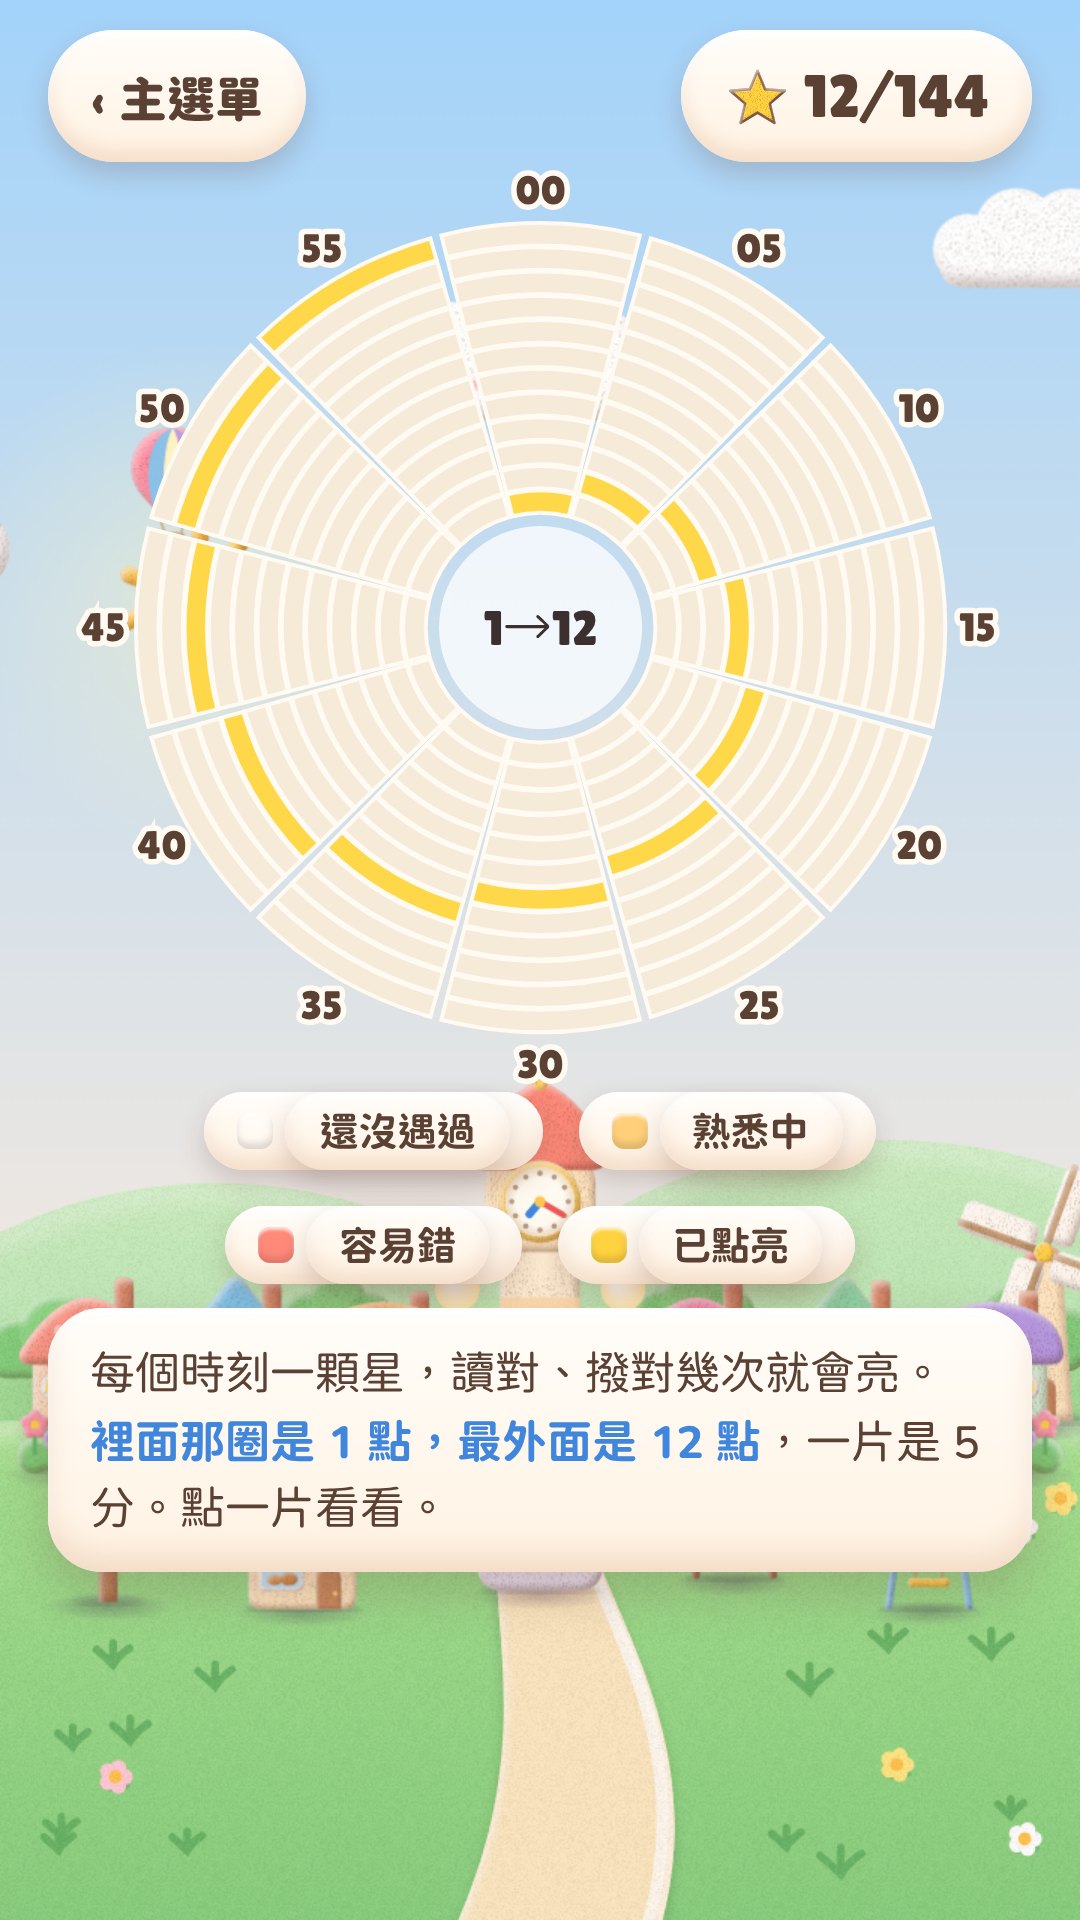 ‹ 主選單
12/144
00
55
05
50
10
45
1→12
15
40
20
35
25
30
還沒遇過
熟悉中
容易錯
已點亮
每個時刻一顆星，讀對、撥對幾次就會亮。
裡面那圈是 1 點，最外面是 12 點，一片是 5
分。點一片看看。